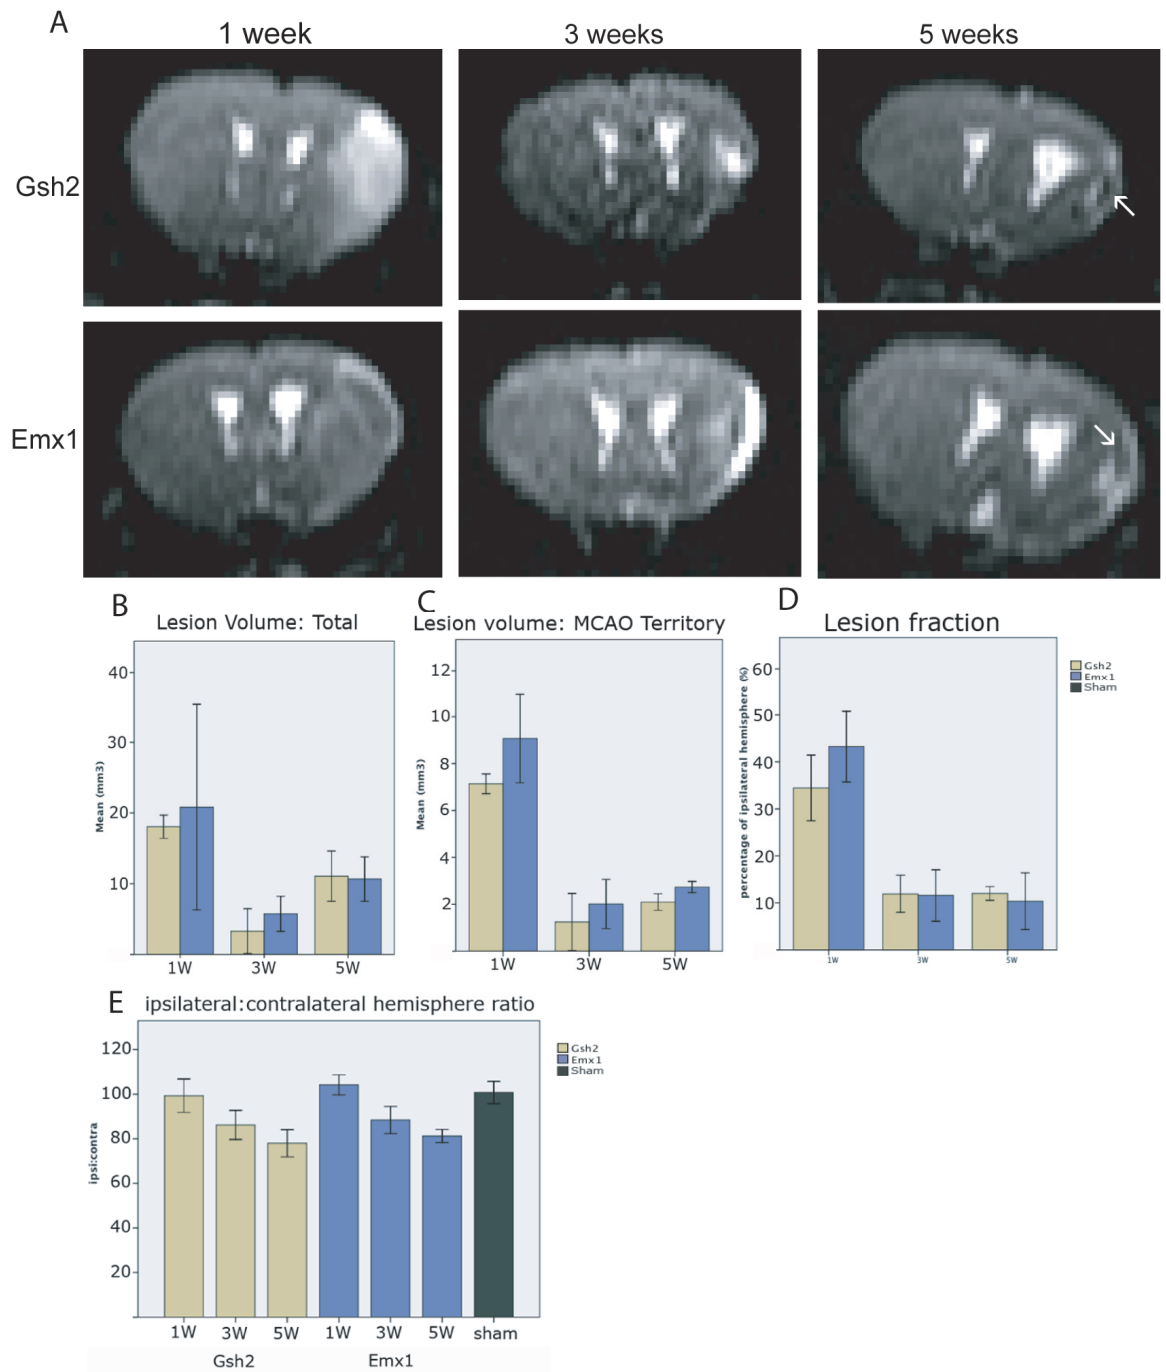 A
1 week 3 weeks 5 weeks
Gsh2
Emx1
B
Lesion Volume: Total
Mean (mm3)
40
30
20
10
1W 3W 5W
C
Lesion volume: MCAO Territory
Mean (mm3)
12
10
8
6
4
2
1W 3W 5W
D
Lesion fraction
percentage of ipsilateral hemisphere (%)
60
50
40
30
20
10
1W 3W 5W
Gsh2
Emx1
Sham
E
ipsilateral:contralateral hemisphere ratio
ipsi:contra
120
100
80
60
40
20
1W 3W 5W 1W 3W 5W sham
Gsh2 Emx1
Gsh2
Emx1
Sham